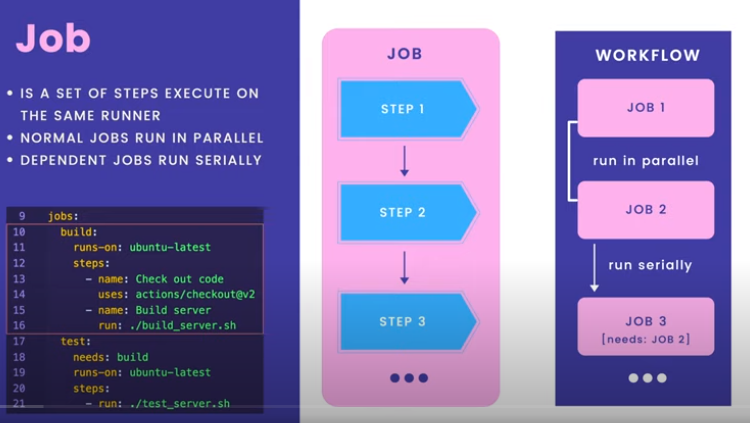 Job
• IS A SET OF STEPS EXECUTE ON
THE SAME RUNNER
• NORMAL JOBS RUN IN PARALLEL
• DEPENDENT JOBS RUN SERIALLY
9 jobs:
10 build:
11 runs-on: ubuntu-latest
12 steps:
13 - name: Check out code
14 uses: actions/checkout@v2
15 - name: Build server
16 run: ./build_server.sh
17 test:
18 needs: build
19 runs-on: ubuntu-latest
20 steps:
21 - run: ./test_server.sh
JOB
STEP 1
STEP 2
STEP 3
WORKFLOW
JOB 1
run in parallel
JOB 2
run serially
JOB 3
[needs: JOB 2]